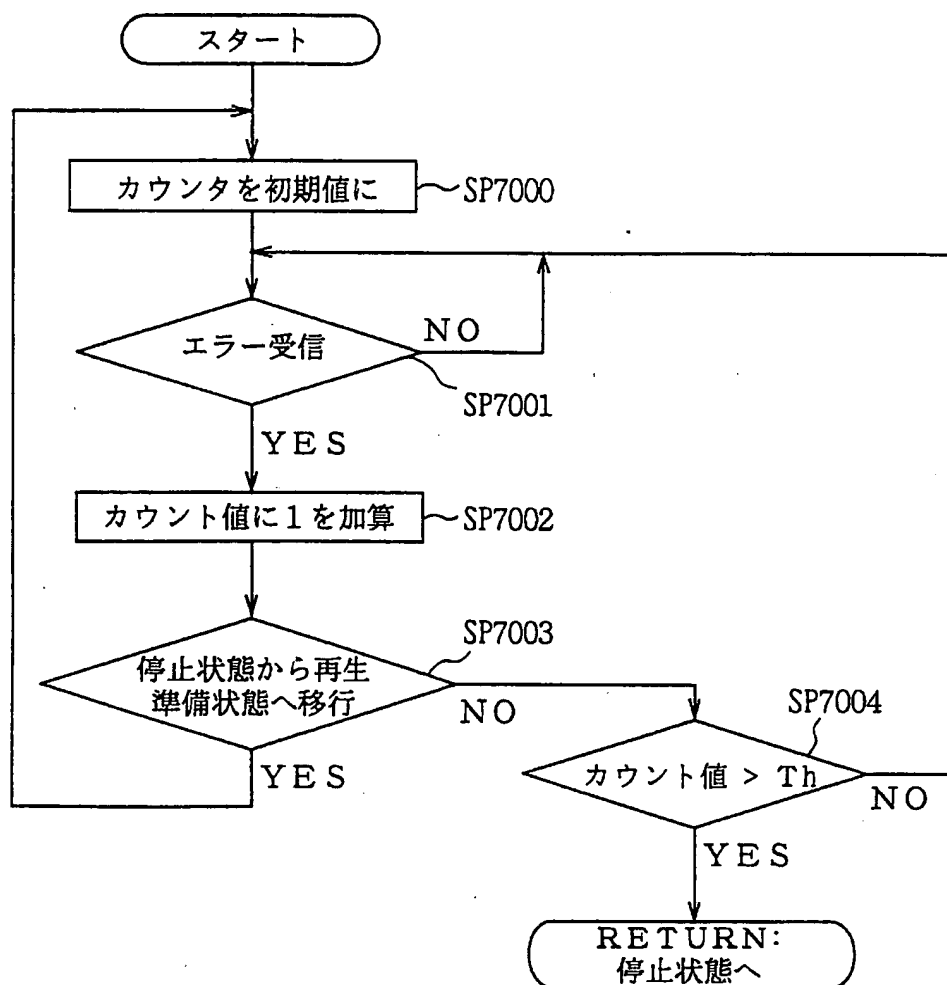 スタート
カウンタを初期値に
SP7000
エラー受信
NO
SP7001
YES
カウント値に1を加算
SP7002
停止状態から再生
準備状態へ移行
SP7003
NO
YES
カウント値 > Th
SP7004
NO
YES
RETURN:
停止状態へ